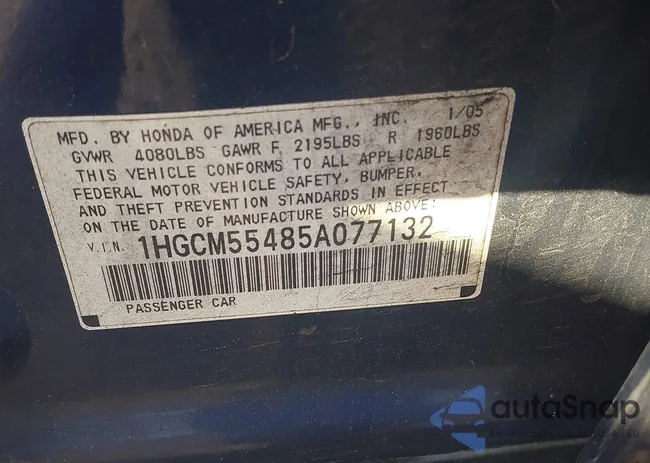 MFD. BY HONDA OF AMERICA MFG., INC. 1/05
GVWR 4080LBS GAWR F 2195LBS R 1960LBS
THIS VEHICLE CONFORMS TO ALL APPLICABLE
FEDERAL MOTOR VEHICLE SAFETY, BUMPER,
AND THEFT PREVENTION STANDARDS IN EFFECT
ON THE DATE OF MANUFACTURE SHOWN ABOVE:
V.I.N. 1HGCM55485A077132
PASSENGER CAR
autoSnap